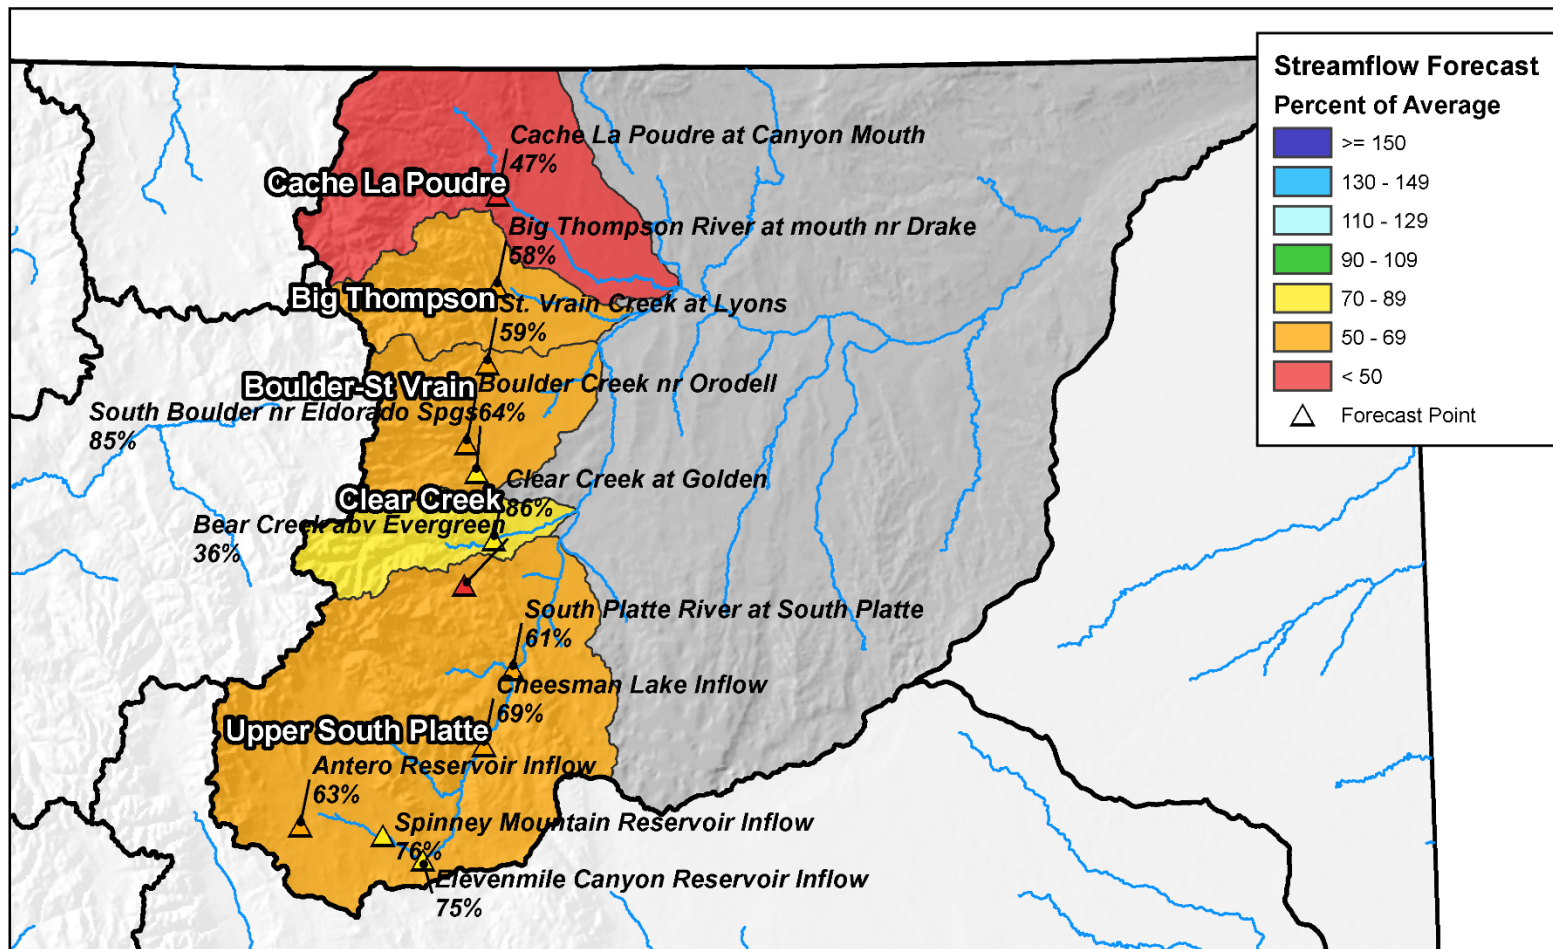 Streamflow Forecast
Percent of Average
>= 150
130 - 149
110 - 129
90 - 109
70 - 89
50 - 69
< 50
Forecast Point
Cache La Poudre at Canyon Mouth
47%
Cache La Poudre
Big Thompson River at mouth nr Drake
58%
Big Thompson
St. Vrain Creek at Lyons
59%
Boulder-St Vrain
Boulder Creek nr Orodell
64%
South Boulder nr Eldorado Spgs
85%
Clear Creek at Golden
86%
Clear Creek
Bear Creek abv Evergreen
36%
South Platte River at South Platte
61%
Cheesman Lake Inflow
69%
Upper South Platte
Antero Reservoir Inflow
63%
Spinney Mountain Reservoir Inflow
76%
Elevenmile Canyon Reservoir Inflow
75%